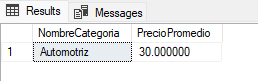 Results Messages
NombreCategoria PrecioPromedio
1 Automotriz 30.000000